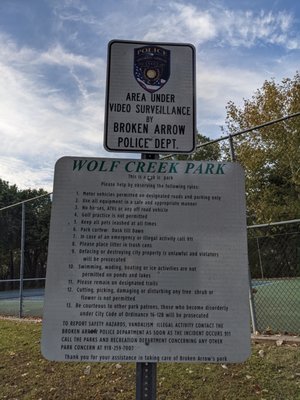 POLICE
AREA UNDER
VIDEO SURVEILLANCE
BY
BROKEN ARROW
POLICE DEPT.
WOLF CREEK PARK
This is a park
Please help by observing the following rules:
1. Motor vehicles permitted on designated roads and parking only
2. Use all equipment in a safe and appropriate manner
3. No go-car, ATVs or any off road vehicle
4. Golf practice is not permitted
5. Keep all pets leashed at all times
6. Park curfew: Dusk till Dawn
7. In case of an emergency or illegal activity call 911
8. Please place litter in trash cans
9. Defacing or destroying city property is unlawful and violators
will be prosecuted
10. Swimming, wading, boating or ice activities are not
permitted on ponds and lakes
11. Please remain on designated trails
12. Cutting, picking, damaging or disturbing any tree shrub or
flower is not permitted
13. Be courteous to other park patrons, those who become disorderly
under City Code of Ordinance 16-128 will be prosecuted
TO REPORT SAFETY HAZARDS, VANDALISM ILLEGAL ACTIVITY CONTACT THE
BROKEN ARROW POLICE DEPARTMENT AS SOON AS THE INCIDENT OCCURS 911
CALL THE PARKS AND RECREATION DEPARTMENT CONCERNING ANY OTHER
PARK CONCERN AT 918-259-7007
Thank you for your assistance in taking care of Broken Arrow's park